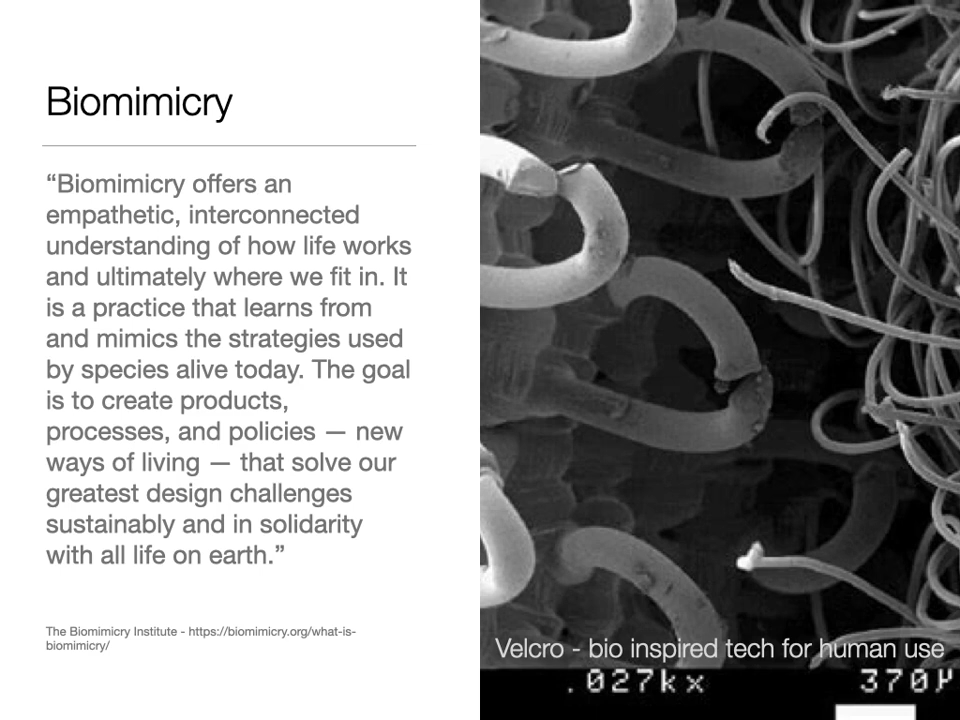 Biomimicry
“Biomimicry offers an
empathetic, interconnected
understanding of how life works
and ultimately where we fit in. It
is a practice that learns from
and mimics the strategies used
by species alive today. The goal
is to create products,
processes, and policies — new
ways of living — that solve our
greatest design challenges
sustainably and in solidarity
with all life on earth.”
The Biomimicry Institute - https://biomimicry.org/what-is-
biomimicry/
Velcro - bio inspired tech for human use
.027kx 370µ